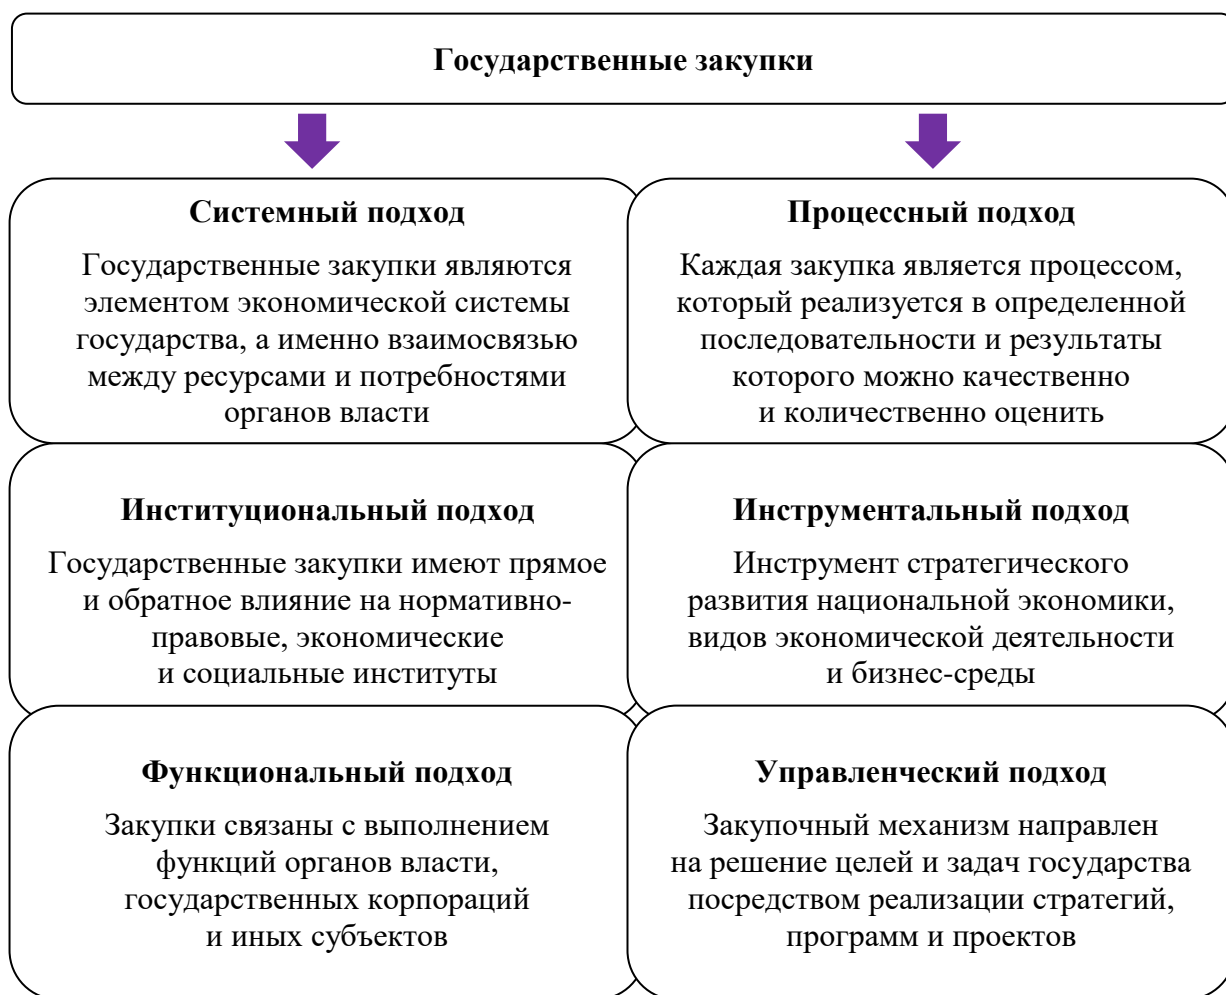 Государственные закупки
Системный подход
Государственные закупки являются
элементом экономической системы
государства, а именно взаимосвязью
между ресурсами и потребностями
органов власти
Процессный подход
Каждая закупка является процессом,
который реализуется в определенной
последовательности и результаты
которого можно качественно
и количественно оценить
Институциональный подход
Государственные закупки имеют прямое
и обратное влияние на нормативно-
правовые, экономические
и социальные институты
Инструментальный подход
Инструмент стратегического
развития национальной экономики,
видов экономической деятельности
и бизнес-среды
Функциональный подход
Закупки связаны с выполнением
функций органов власти,
государственных корпораций
и иных субъектов
Управленческий подход
Закупочный механизм направлен
на решение целей и задач государства
посредством реализации стратегий,
программ и проектов